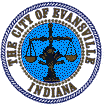 THE CITY OF EVANSVILLE
INDIANA